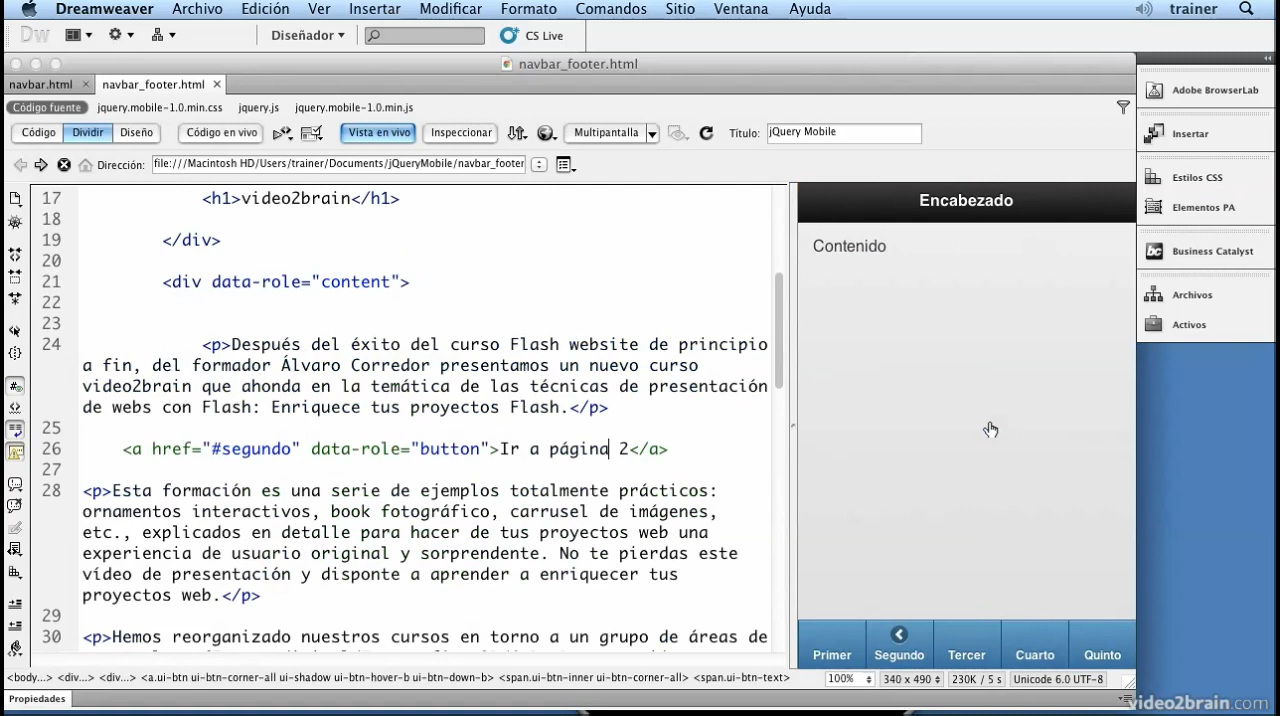 Dreamweaver Archivo Edición Ver Insertar Modificar Formato Comandos Sitio Ventana Ayuda trainer
Dw Diseñador CS Live
navbar_footer.html
navbar.html navbar_footer.html
Código fuente jquery.mobile-1.0.min.css jquery.js jquery.mobile-1.0.min.js
Código Dividir Diseño Código en vivo Vista en vivo Inspeccionar Multipantalla Título: jQuery Mobile
Dirección: file:///Macintosh HD/Users/trainer/Documents/jQueryMobile/navbar_footer
17 <h1>video2brain</h1>
18
19 </div>
20
21 <div data-role="content">
22
23
24 <p>Después del éxito del curso Flash website de principio
a fin, del formador Álvaro Corredor presentamos un nuevo curso
video2brain que ahonda en la temática de las técnicas de presentación
de webs con Flash: Enriquece tus proyectos Flash.</p>
25
26 <a href="#segundo" data-role="button">Ir a página 2</a>
27
28 <p>Esta formación es una serie de ejemplos totalmente prácticos:
ornamentos interactivos, book fotográfico, carrusel de imágenes,
etc., explicados en detalle para hacer de tus proyectos web una
experiencia de usuario original y sorprendente. No te pierdas este
vídeo de presentación y disponte a aprender a enriquecer tus
proyectos web.</p>
29
30 <p>Hemos reorganizado nuestros cursos en torno a un grupo de áreas de
Encabezado
Contenido
Primer Segundo Tercer Cuarto Quinto
Adobe BrowserLab
Insertar
Estilos CSS
Elementos PA
bc Business Catalyst
Archivos
Activos
<body...> <div...> <div...> <a.ui-btn ui-btn-corner-all ui-shadow ui-btn-hover-b ui-btn-down-b> <span.ui-btn-inner ui-btn-corner-all> <span.ui-btn-text> 100% 340 x 490 230K / 5 s Unicode 6.0 UTF-8
Propiedades
video2brain.com